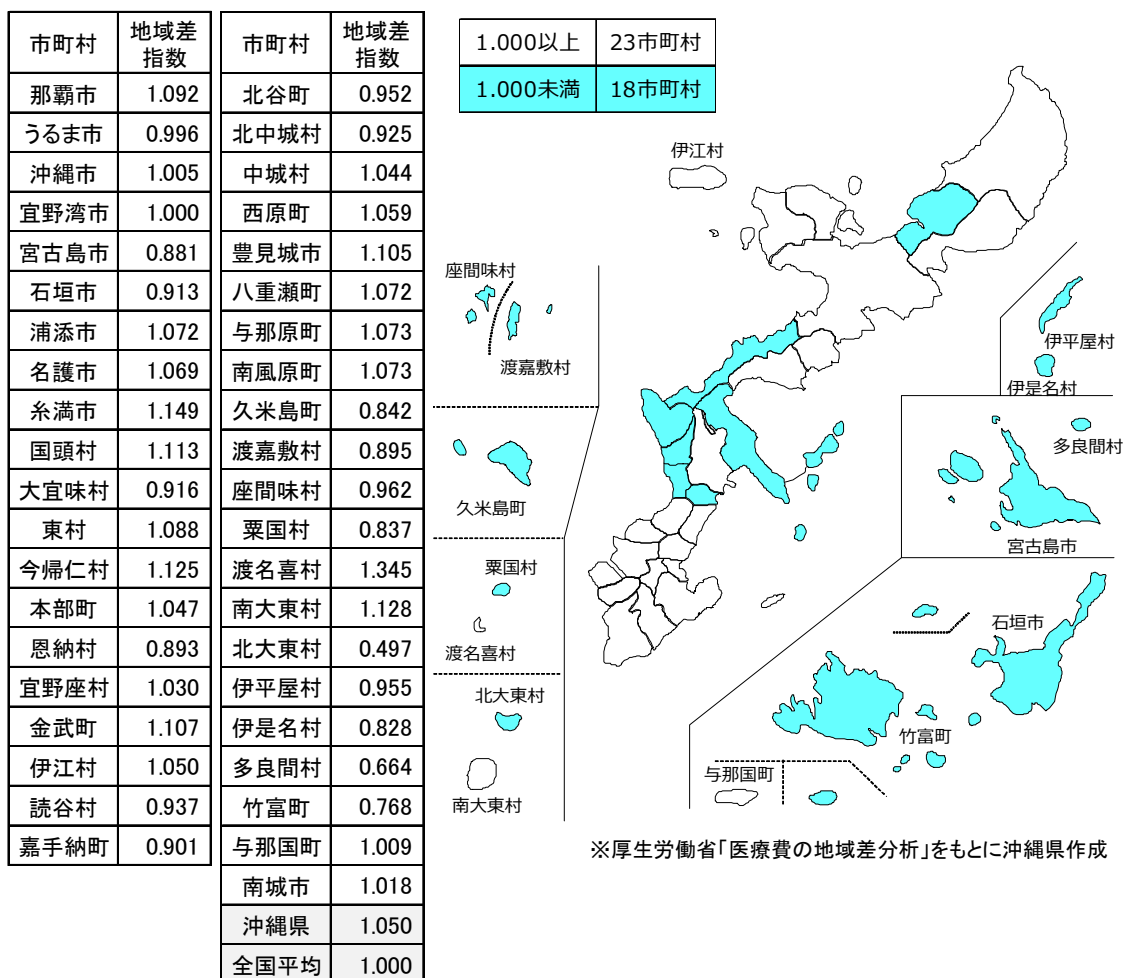 市町村 地域差指数 市町村 地域差指数
那覇市 1.092 北谷町 0.952
うるま市 0.996 北中城村 0.925
沖縄市 1.005 中城村 1.044
宜野湾市 1.000 西原町 1.059
宮古島市 0.881 豊見城市 1.105
石垣市 0.913 八重瀬町 1.072
浦添市 1.072 与那原町 1.073
名護市 1.069 南風原町 1.073
糸満市 1.149 久米島町 0.842
国頭村 1.113 渡嘉敷村 0.895
大宜味村 0.916 座間味村 0.962
東村 1.088 粟国村 0.837
今帰仁村 1.125 渡名喜村 1.345
本部町 1.047 南大東村 1.128
恩納村 0.893 北大東村 0.497
宜野座村 1.030 伊平屋村 0.955
金武町 1.107 伊是名村 0.828
伊江村 1.050 多良間村 0.664
読谷村 0.937 竹富町 0.768
嘉手納町 0.901 与那国町 1.009
南城市 1.018
沖縄県 1.050
全国平均 1.000
1.000以上 23市町村
1.000未満 18市町村
伊江村
座間味村
渡嘉敷村
伊平屋村
伊是名村
多良間村
久米島町
宮古島市
粟国村
渡名喜村
石垣市
北大東村
竹富町
与那国町
南大東村
※厚生労働省「医療費の地域差分析」をもとに沖縄県作成